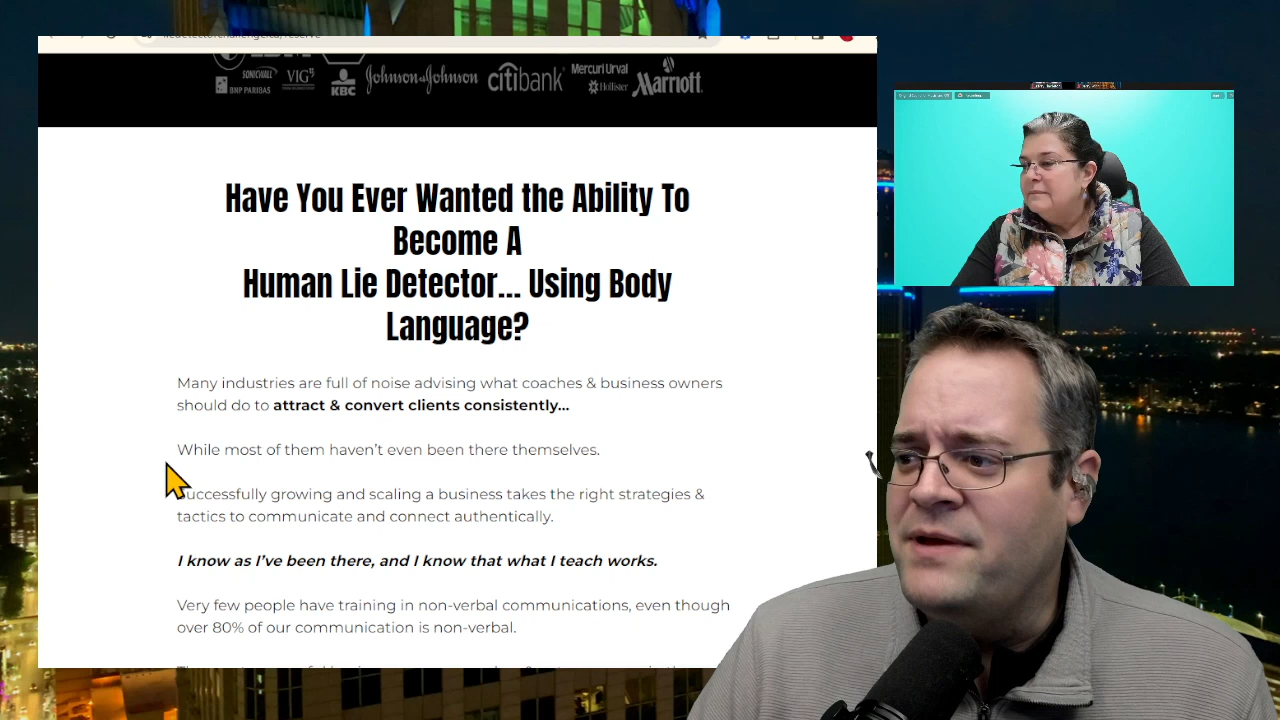 SONICWALL
BNP PARIBAS
VIG
KBC
Johnson&Johnson
citibank
Mercuri Urval
Hollister
Marriott
Have You Ever Wanted the Ability To
Become A
Human Lie Detector... Using Body
Language?
Many industries are full of noise advising what coaches & business owners
should do to attract & convert clients consistently...
While most of them haven't even been there themselves.
Successfully growing and scaling a business takes the right strategies &
tactics to communicate and connect authentically.
I know as I've been there, and I know that what I teach works.
Very few people have training in non-verbal communications, even though
over 80% of our communication is non-verbal.